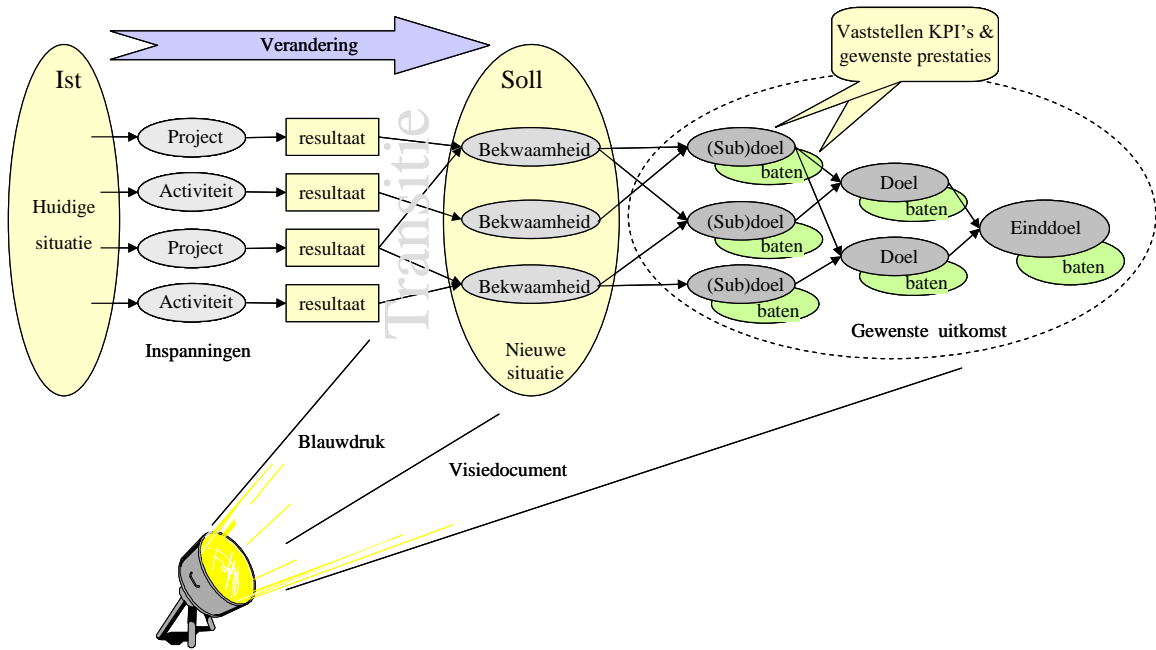 Verandering
Vaststellen KPI's &
gewenste prestaties
Ist
Soll
Huidige
situatie
Project
resultaat
Activiteit
resultaat
Project
resultaat
Activiteit
resultaat
Inspanningen
Transitie
Bekwaamheid
Bekwaamheid
Bekwaamheid
Nieuwe
situatie
(Sub)doel
baten
(Sub)doel
baten
(Sub)doel
baten
Doel
baten
Doel
baten
Einddoel
baten
Gewenste uitkomst
Blauwdruk
Visiedocument